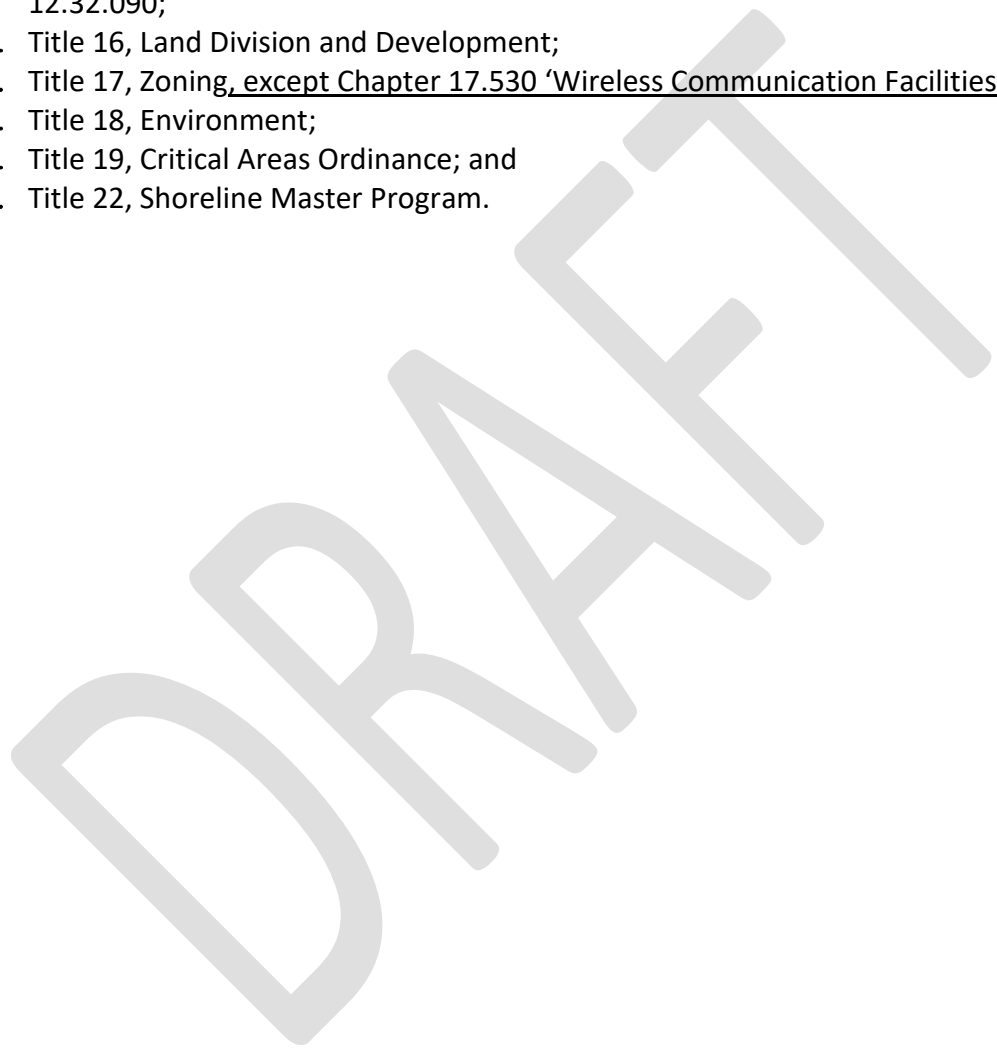 12.32.090;
. Title 16, Land Division and Development;
. Title 17, Zoning, except Chapter 17.530 ‘Wireless Communication Facilities
. Title 18, Environment;
. Title 19, Critical Areas Ordinance; and
. Title 22, Shoreline Master Program.
DRAFT